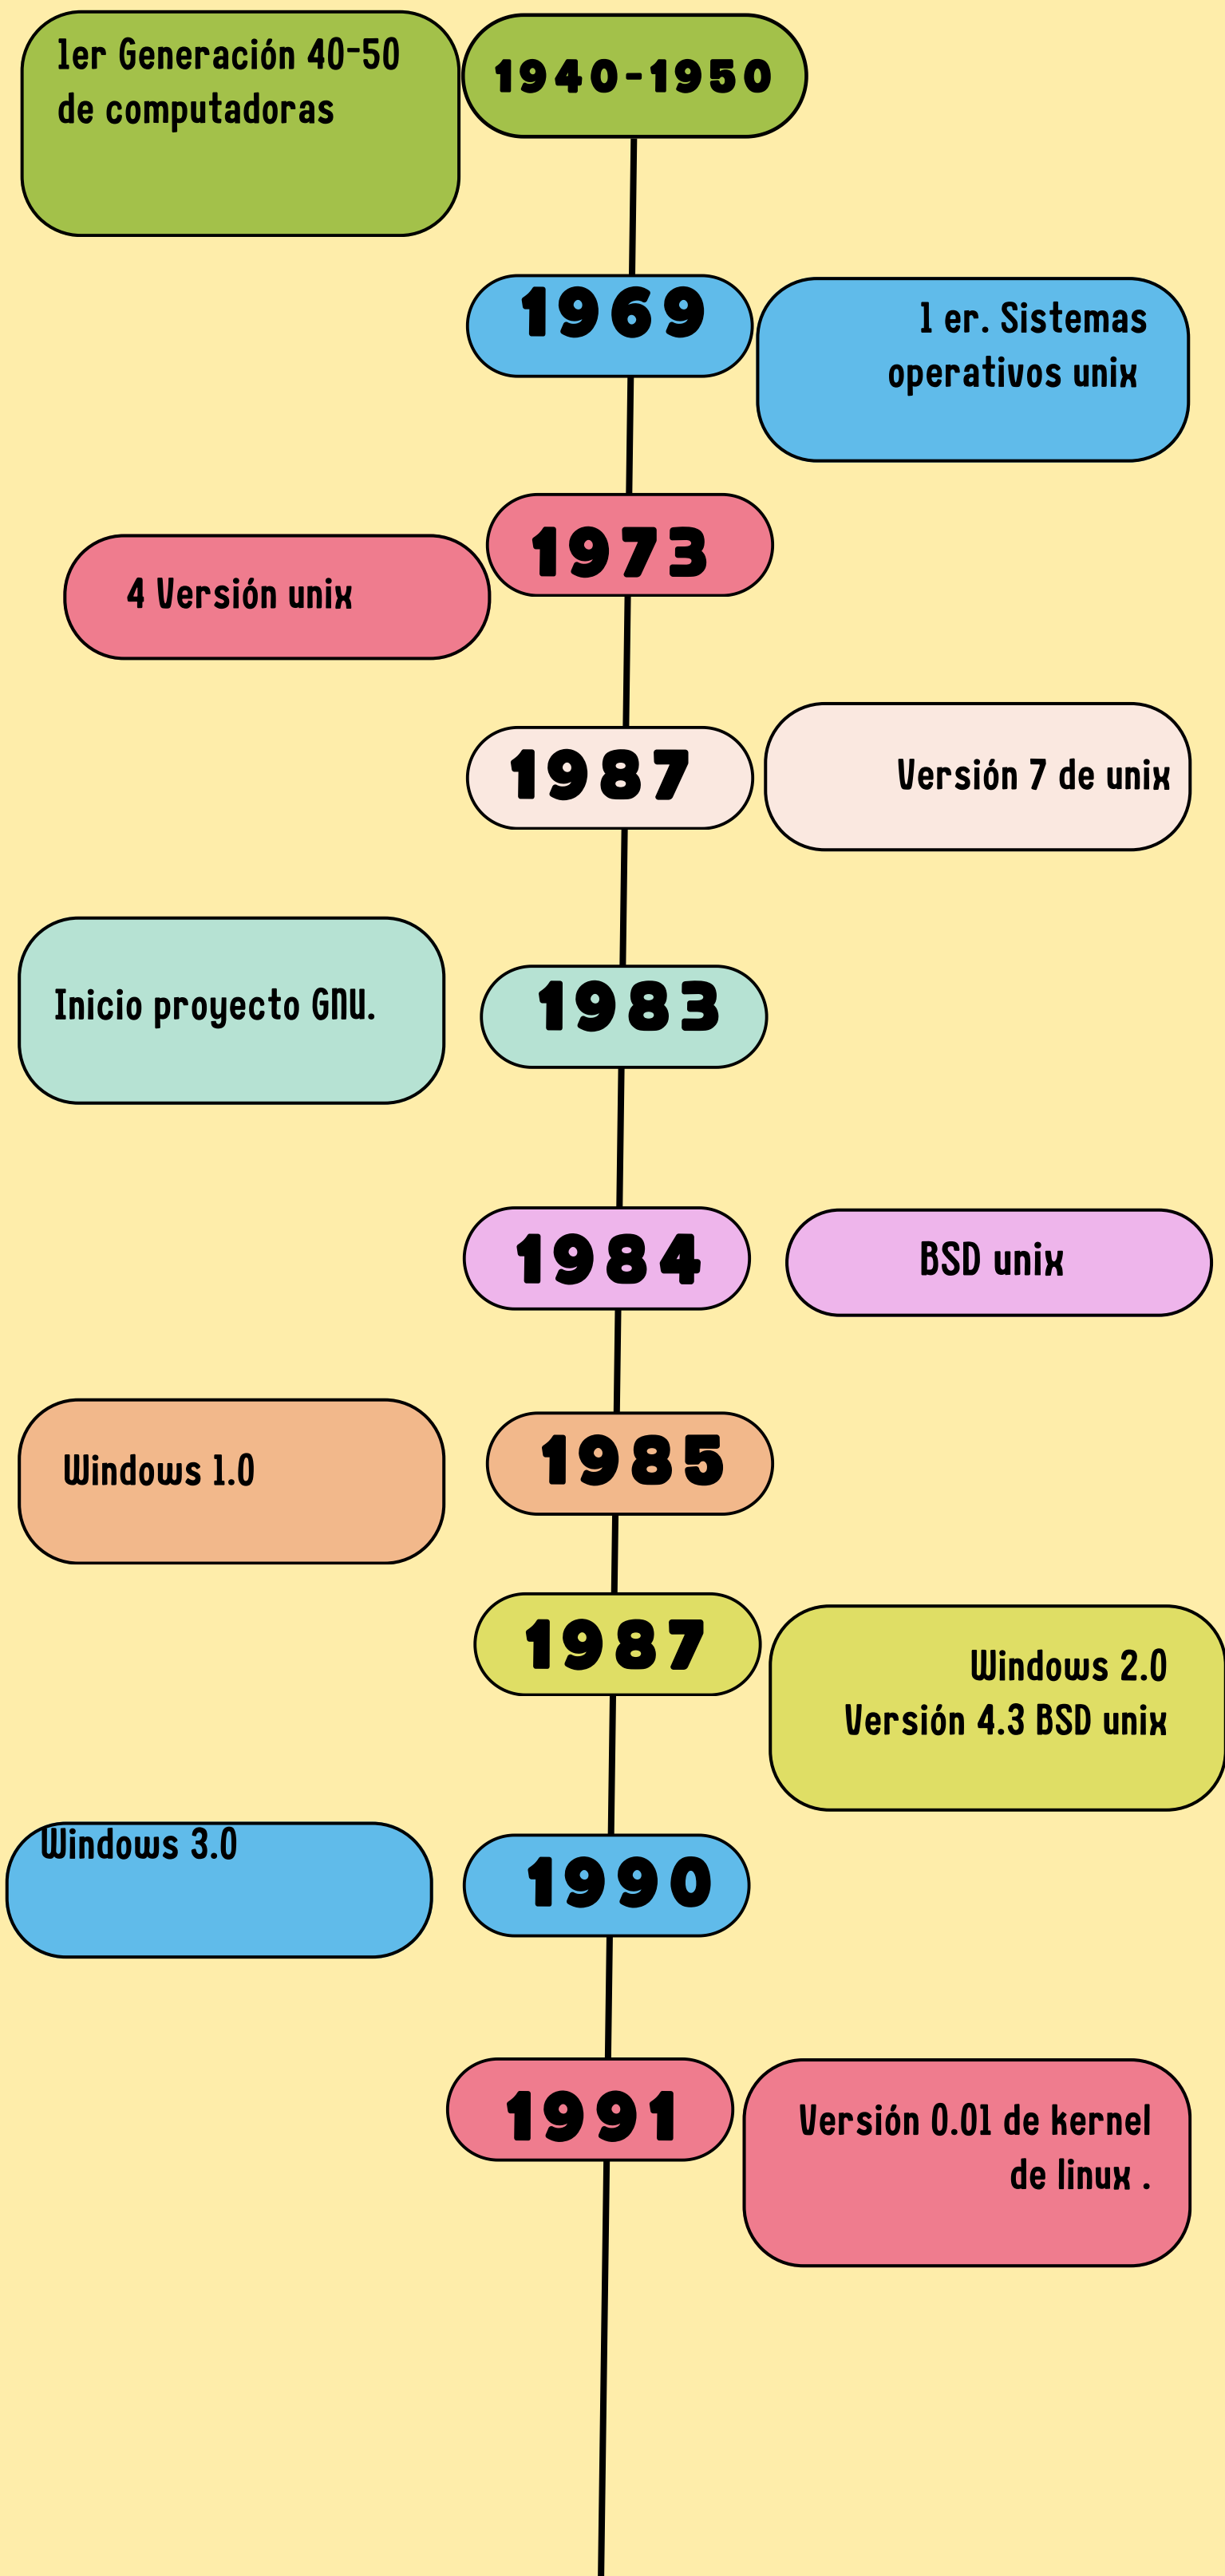 1er Generación 40-50
de computadoras
1940-1950
1969
1 er. Sistemas
operativos unix
1973
4 Versión unix
1987
Versión 7 de unix
Inicio proyecto GNU.
1983
1984
BSD unix
1985
Windows 1.0
1987
Windows 2.0
Versión 4.3 BSD unix
Windows 3.0
1990
1991
Versión 0.01 de kernel
de linux .